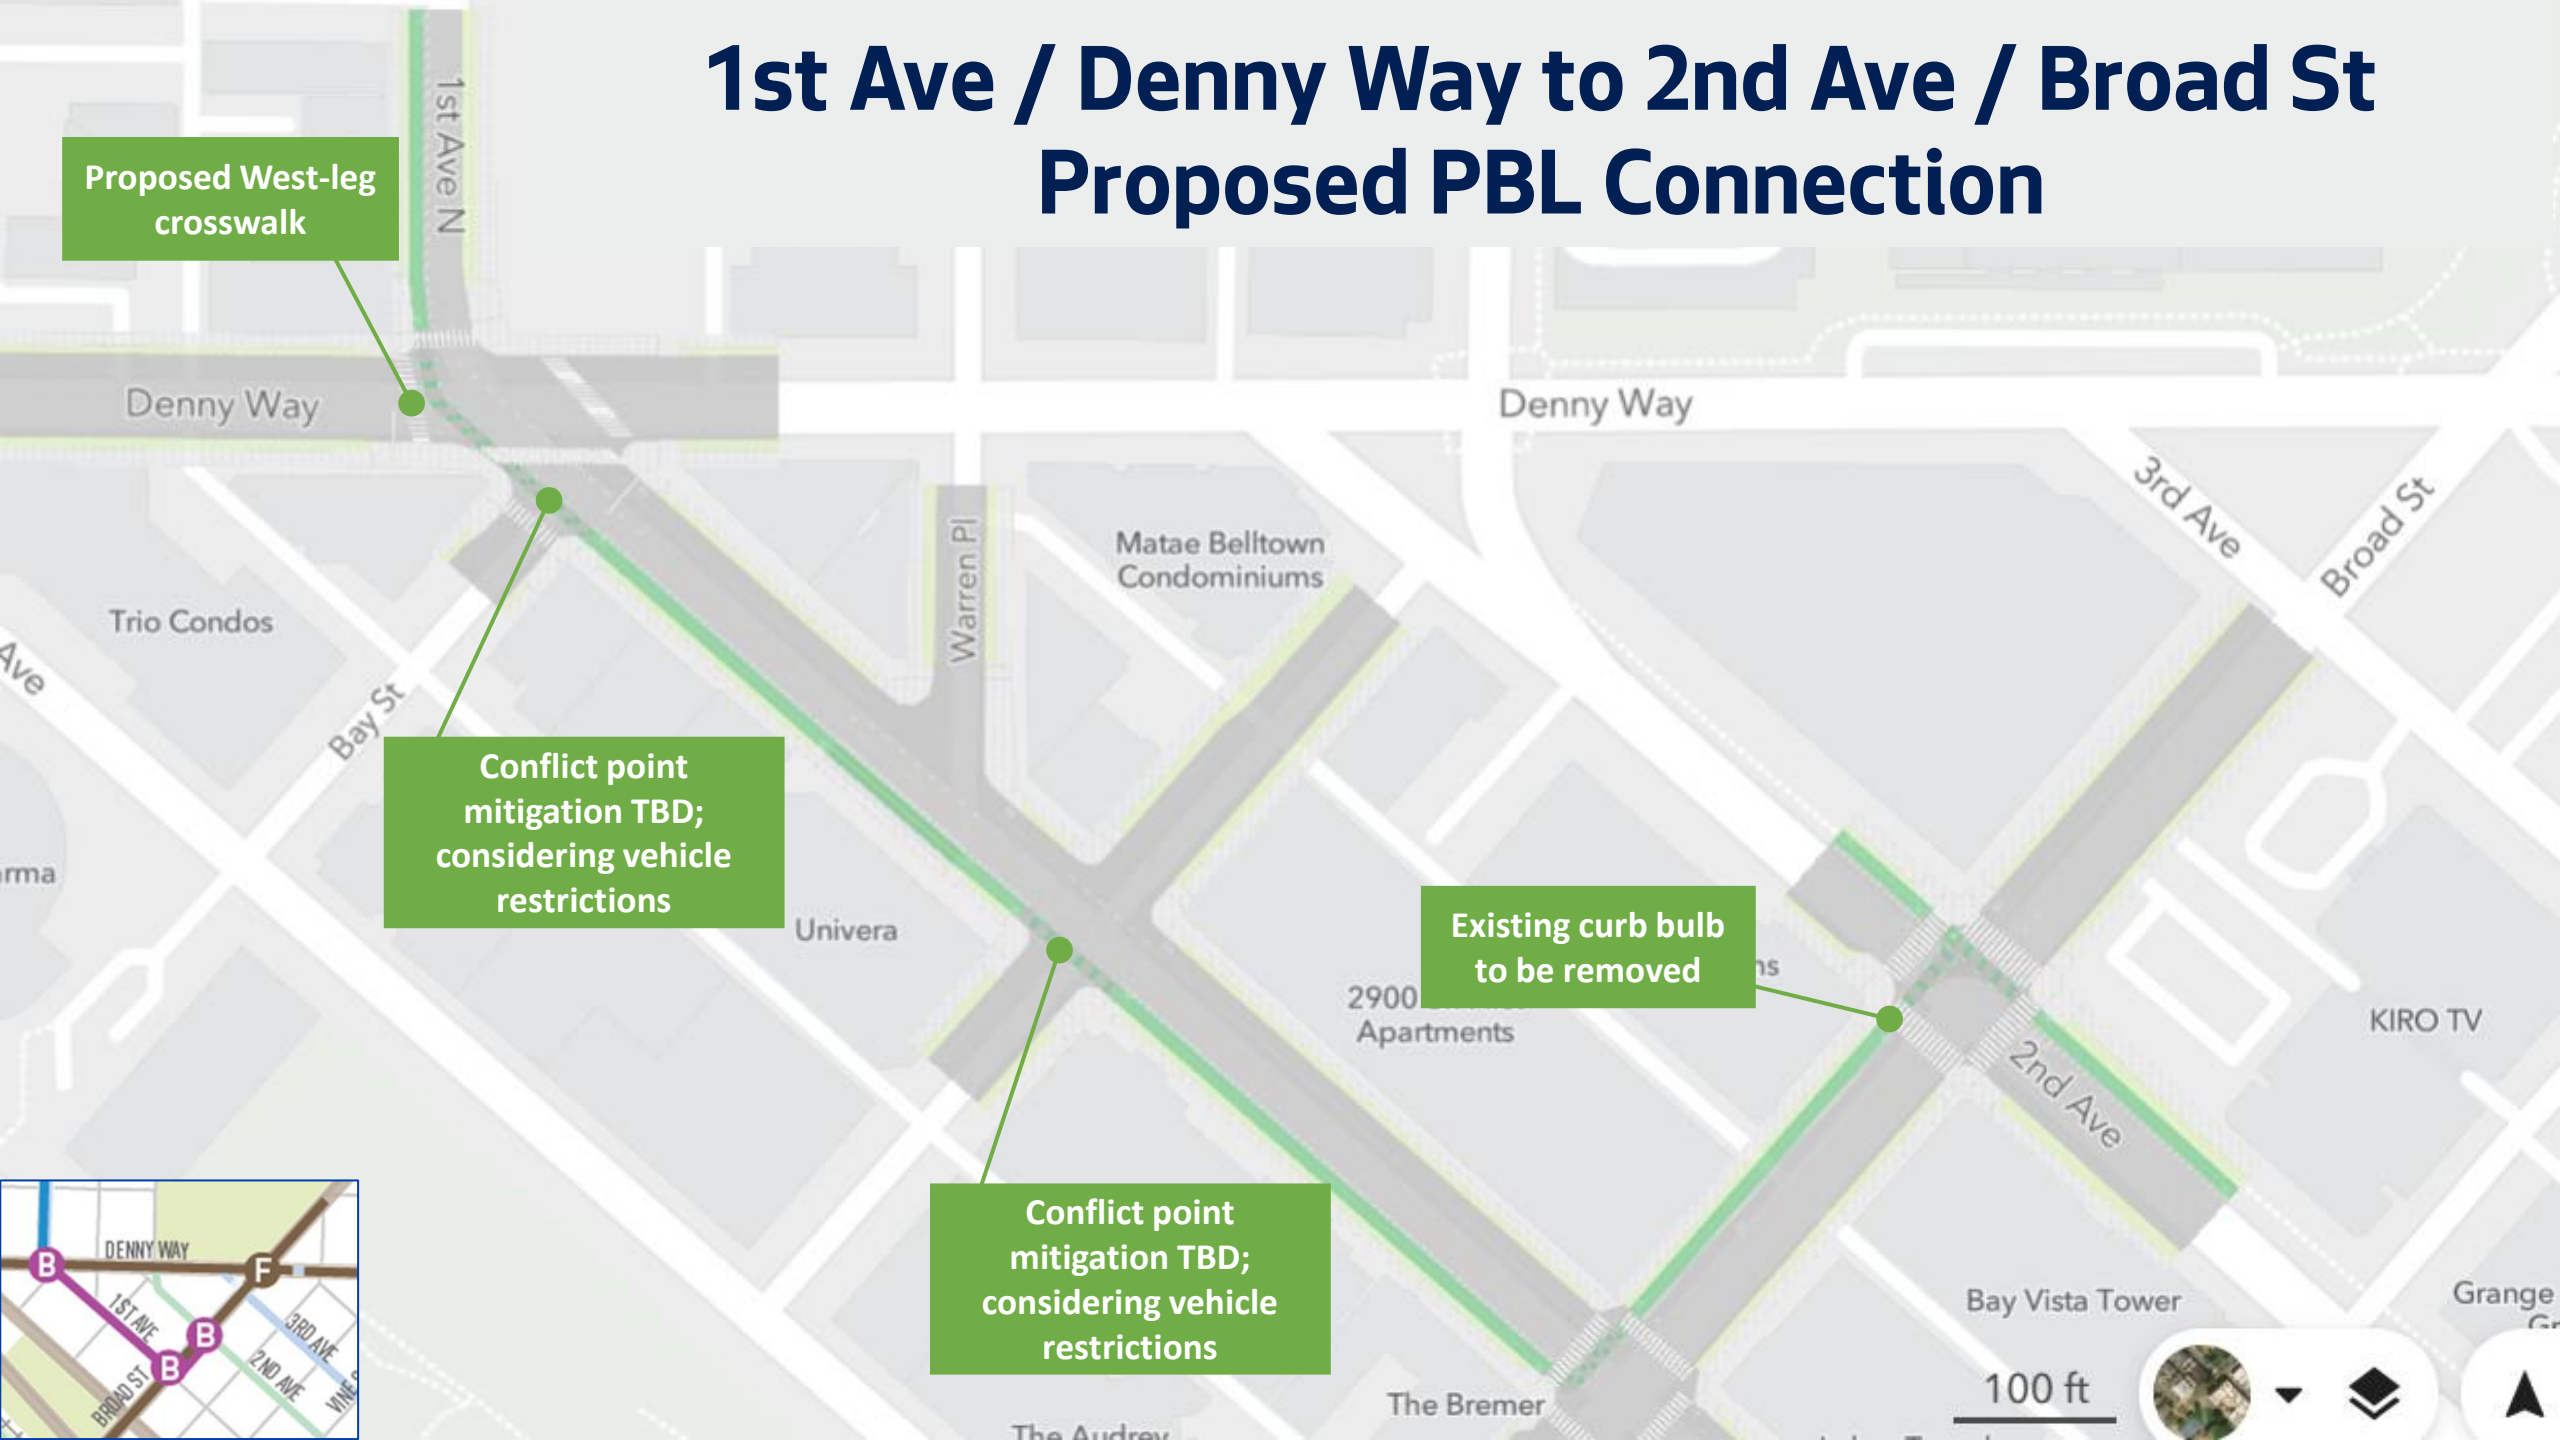 1st Ave / Denny Way to 2nd Ave / Broad St
Proposed PBL Connection
1st Ave N
Proposed West-leg
crosswalk
Denny Way
Denny Way
3rd Ave
Broad St
Warren Pl
Matae Belltown
Condominiums
Trio Condos
Ave
Bay St
Conflict point
mitigation TBD;
considering vehicle
restrictions
Univera
Existing curb bulb
to be removed
2900
Apartments
KIRO TV
2nd Ave
Conflict point
mitigation TBD;
considering vehicle
restrictions
Bay Vista Tower
Grange
The Bremer
The Audrey
100 ft
DENNY WAY
B
F
1ST AVE
B
3RD AVE
B
2ND AVE
BROAD ST